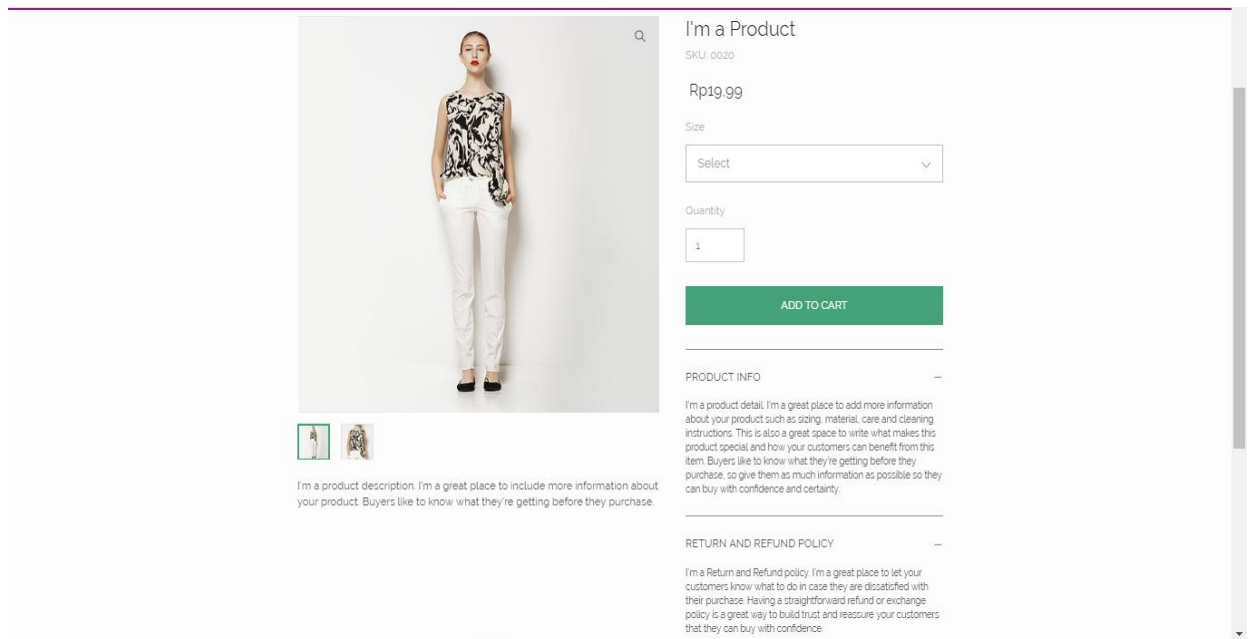 I'm a Product
SKU: 0020
Rp19.99
Size
Select
Quantity
1
ADD TO CART
PRODUCT INFO
I'm a product detail. I'm a great place to add more information
about your product such as sizing, material, care and cleaning
instructions. This is also a great space to write what makes this
product special and how your customers can benefit from this
item. Buyers like to know what they're getting before they
purchase, so give them as much information as possible so they
can buy with confidence and certainty.
I'm a product description. I'm a great place to include more information about
your product. Buyers like to know what they're getting before they purchase.
RETURN AND REFUND POLICY
I'm a Return and Refund policy. I'm a great place to let your
customers know what to do in case they are dissatisfied with
their purchase. Having a straightforward refund or exchange
policy is a great way to build trust and reassure your customers
that they can buy with confidence.